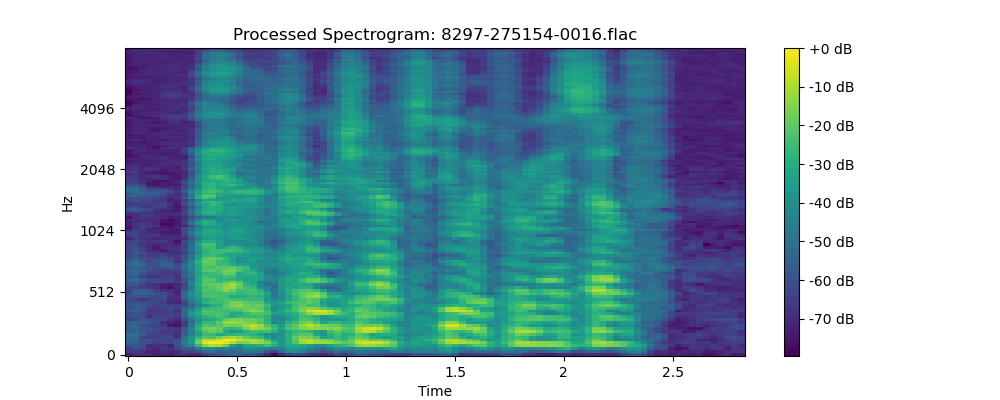 Processed Spectrogram: 8297-275154-0016.flac
Hz
4096
2048
1024
512
0
0
0.5
1
1.5
2
2.5
Time
+0 dB
-10 dB
-20 dB
-30 dB
-40 dB
-50 dB
-60 dB
-70 dB